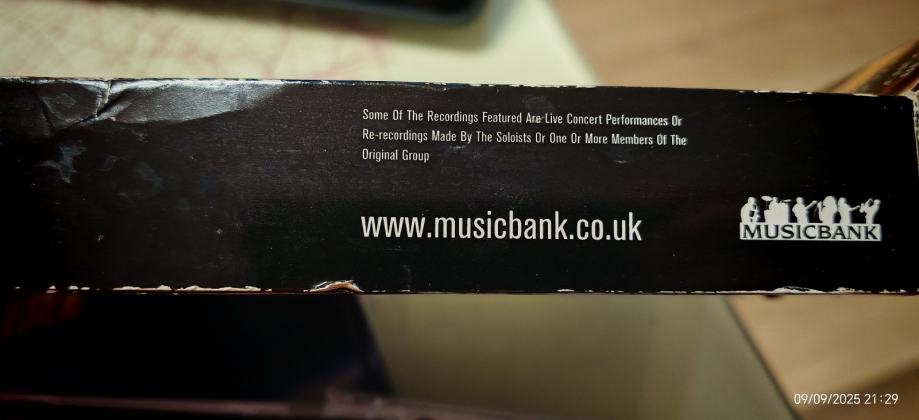 Some Of The Recordings Featured Are Live Concert Performances Or
Re-recordings Made By The Soloists Or One Or More Members Of The
Original Group
www.musicbank.co.uk
MUSICBANK
09/09/2025 21:29